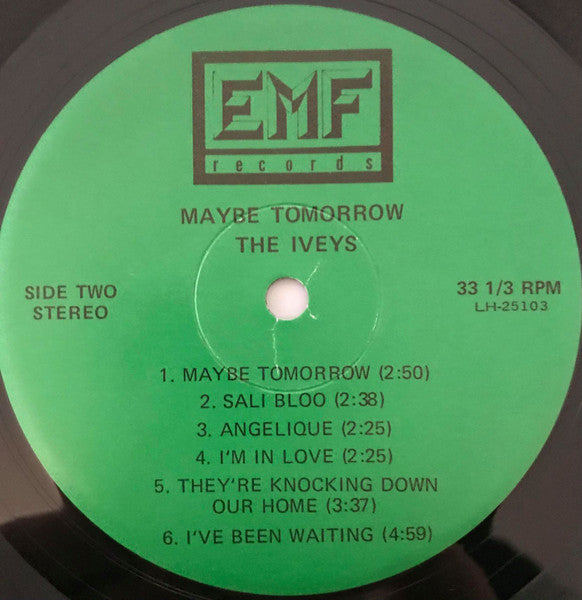 EMF
records
MAYBE TOMORROW
THE IVEYS
SIDE TWO
STEREO
33 1/3 RPM
LH-25103
1. MAYBE TOMORROW (2:50)
2. SALI BLOO (2:38)
3. ANGELIQUE (2:25)
4. I'M IN LOVE (2:25)
5. THEY'RE KNOCKING DOWN
OUR HOME (3:37)
6. I'VE BEEN WAITING (4:59)